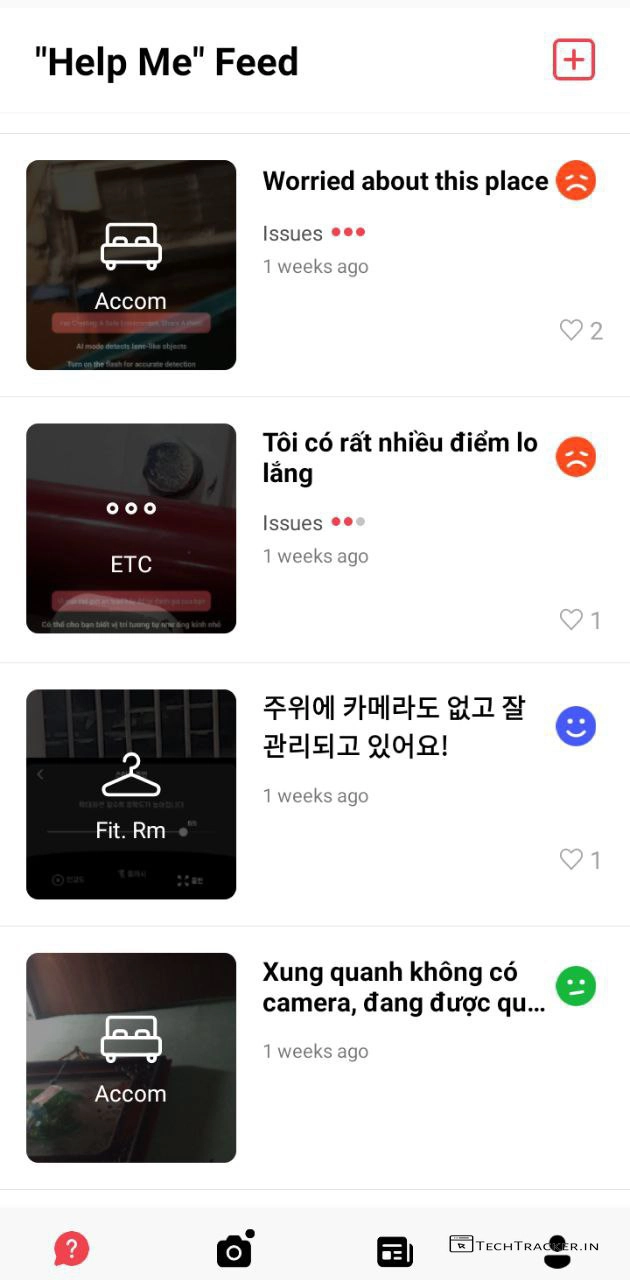 "Help Me" Feed
Worried about this place
Issues
1 weeks ago
Accom
AI mode detects lens-like objects
Turn on the flash for accurate detection
2
Tôi có rất nhiều điểm lo
lắng
Issues
1 weeks ago
ETC
Có thể cho bạn biết vị trí tương tự như ống kính nhỏ
1
주위에 카메라도 없고 잘
관리되고 있어요!
1 weeks ago
Fit. Rm
1
Xung quanh không có
camera, đang được qu...
1 weeks ago
Accom
TECHTRACKER.IN